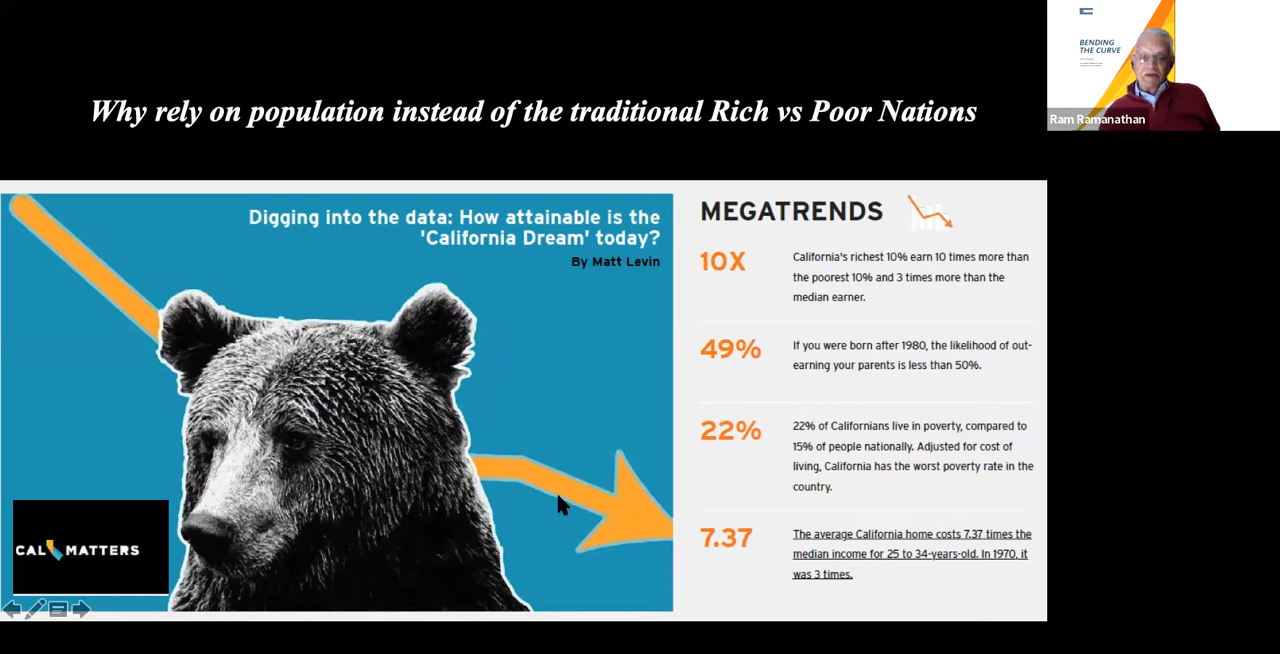 Why rely on population instead of the traditional Rich vs Poor Nations
BENDING
THE CURVE
Ram Ramanathan
Digging into the data: How attainable is the
'California Dream' today?
By Matt Levin
CAL MATTERS
MEGATRENDS
10X
California's richest 10% earn 10 times more than
the poorest 10% and 3 times more than the
median earner.
49%
If you were born after 1980, the likelihood of out-
earning your parents is less than 50%.
22%
22% of Californians live in poverty, compared to
15% of people nationally. Adjusted for cost of
living, California has the worst poverty rate in the
country.
7.37
The average California home costs 7.37 times the
median income for 25 to 34-years-old. In 1970, it
was 3 times.